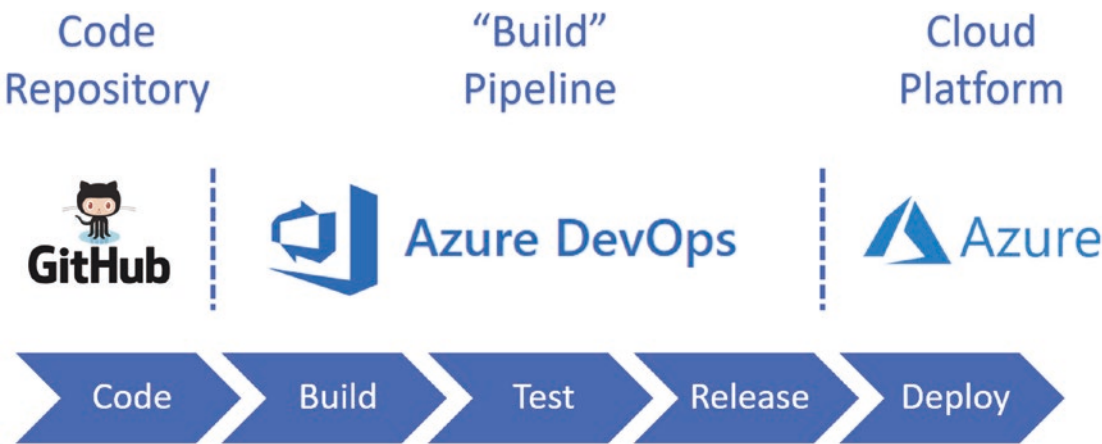 Code
Repository
“Build”
Pipeline
Cloud
Platform
GitHub
Azure DevOps
Azure
Code
Build
Test
Release
Deploy